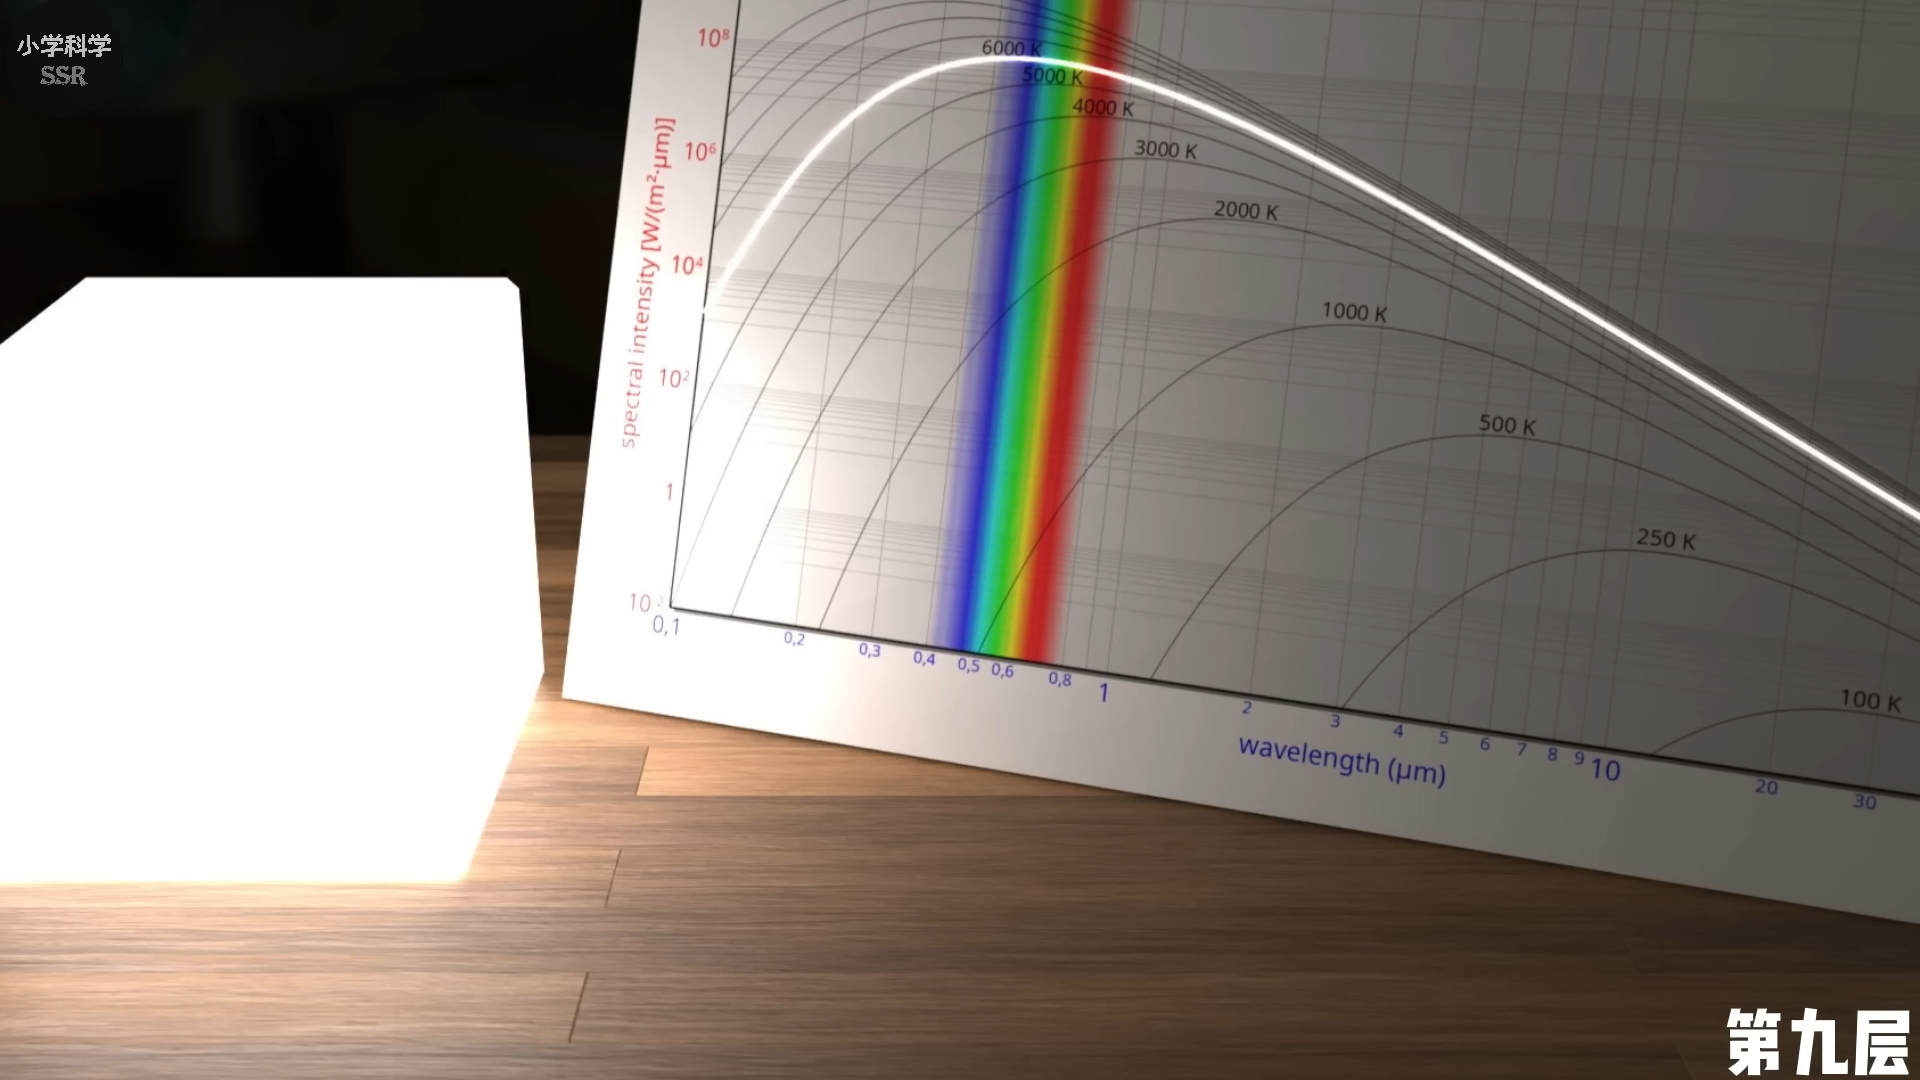 小学科学
SSR
10⁸
6000 K
5000 K
4000 K
3000 K
10⁶
2000 K
10⁴
1000 K
10²
500 K
1
250 K
10⁻²
100 K
spectral intensity [W/(m²·μm)]
0,1
0,2
0,3
0,4
0,5
0,6
0,8
1
2
3
4
5
6
7
8
9
10
20
30
wavelength (μm)
第九层